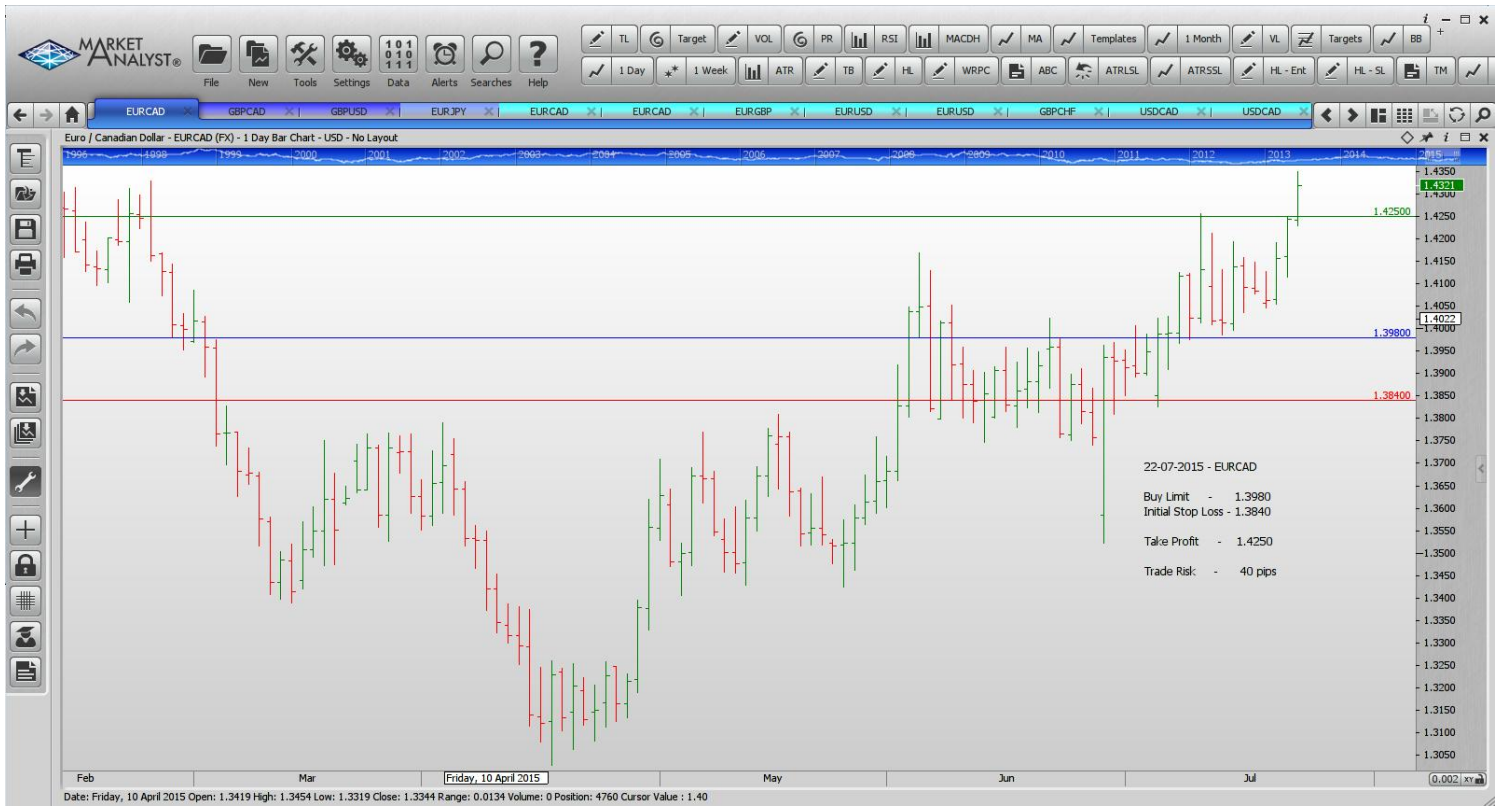 i
MARKET
ANALYST®
TL Target VOL PR RSI MACDH MA Templates 1 Month VL Targets BB
1 Day 1 Week ATR TB HL WRPC ABC ATRLSL ATRSSL HL - Ent HL - SL TM
101
010
111
?
File New Tools Settings Data Alerts Searches Help
EURCAD GBPCAD GBPUSD EURJPY EURCAD EURCAD EURGBP EURUSD EURUSD GBPCHF USDCAD USDCAD
Euro / Canadian Dollar - EURCAD (FX) - 1 Day Bar Chart - USD - No Layout
i
1996 1998 1999 2000 2001 2002 2003 2004 2005 2006 2007 2008 2009 2010 2011 2012 2013 2014 2015
1.4350
1.4321
1.4300
1.42500
1.4250
1.4200
1.4150
1.4100
1.4050
1.4022
1.4000
1.39800
1.3950
1.3900
1.3850
1.38400
1.3800
1.3750
1.3700
1.3650
1.3600
1.3550
1.3500
1.3450
1.3400
1.3350
1.3300
1.3250
1.3200
1.3150
1.3100
1.3050
22-07-2015 - EURCAD
Buy Limit - 1.3980
Initial Stop Loss - 1.3840
Take Profit - 1.4250
Trade Risk - 40 pips
Feb Mar Friday, 10 April 2015 May Jun Jul 0.002 XY
Date: Friday, 10 April 2015 Open: 1.3419 High: 1.3454 Low: 1.3319 Close: 1.3344 Range: 0.0134 Volume: 0 Position: 4760 Cursor Value : 1.40